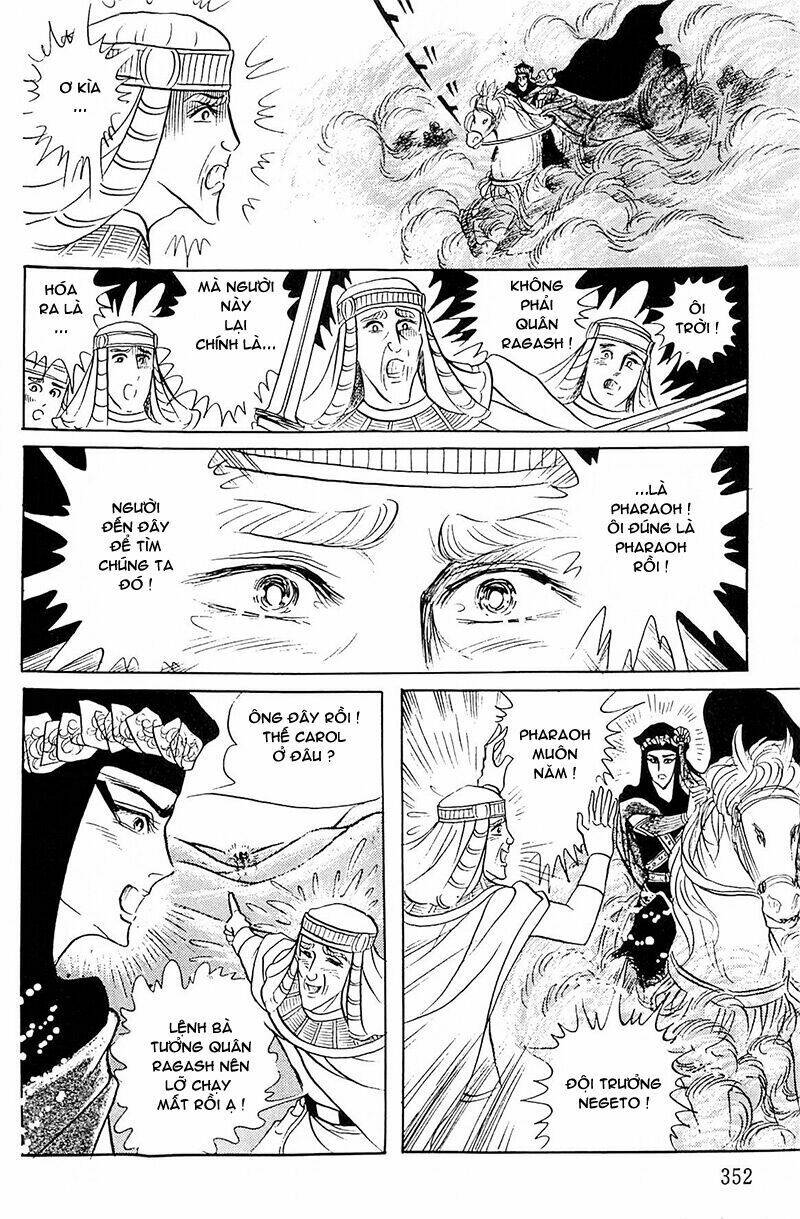 Ơ KÌA
...
ÔI
TRỜI !
KHÔNG
PHẢI
QUÂN
RAGASH !
MÀ NGƯỜI
NÀY
LẠI
CHÍNH LÀ...
HÓA
RA LÀ
...
...LÀ
PHARAOH !
ÔI ĐÚNG LÀ
PHARAOH
RỒI !
NGƯỜI
ĐẾN ĐÂY
ĐỂ TÌM
CHÚNG TA
ĐÓ !
PHARAOH
MUÔN
NĂM !
ĐỘI TRƯỞNG
NEGETO !
ÔNG ĐÂY RỒI !
THẾ CAROL
Ở ĐÂU ?
LỆNH BÀ
TƯỞNG QUÂN
RAGASH NÊN
LỠ CHẠY
MẤT RỒI Ạ !
352